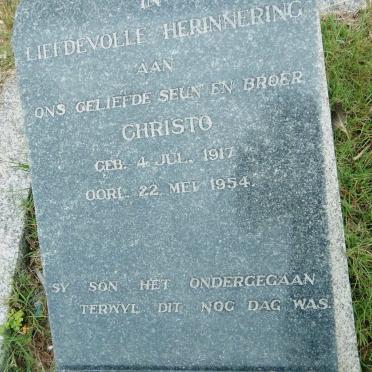 IN
LIEFDEVOLLE HERINNERING
AAN
ONS GELIEFDE SEUN EN BROER
CHRISTO
GEB. 4 JUL. 1917
OORL. 22 MEI 1954.
SY SON HET ONDERGEGAAN
TERWYL DIT NOG DAG WAS.